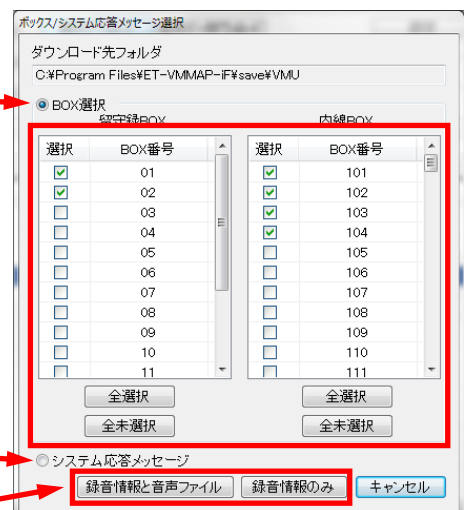 ボックス/システム応答メッセージ選択
ダウンロード先フォルダ
C:¥Program Files¥ET-VMMAP-iF¥save¥VMU
BOX選択
留守録BOX 内線BOX
選択 BOX番号 選択 BOX番号
01 101
02 102
03 103
04 104
05 105
06 106
07 107
08 108
09 109
10 110
11 111
全選択 全選択
全未選択 全未選択
システム応答メッセージ
録音情報と音声ファイル 録音情報のみ キャンセル